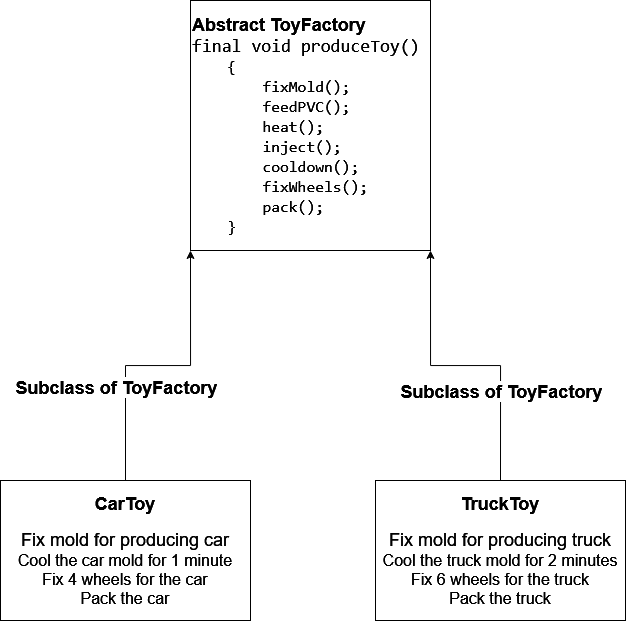 Abstract ToyFactory
final void produceToy()
{
fixMold();
feedPVC();
heat();
inject();
cooldown();
fixWheels();
pack();
}
Subclass of ToyFactory
Subclass of ToyFactory
CarToy
Fix mold for producing car
Cool the car mold for 1 minute
Fix 4 wheels for the car
Pack the car
TruckToy
Fix mold for producing truck
Cool the truck mold for 2 minutes
Fix 6 wheels for the truck
Pack the truck